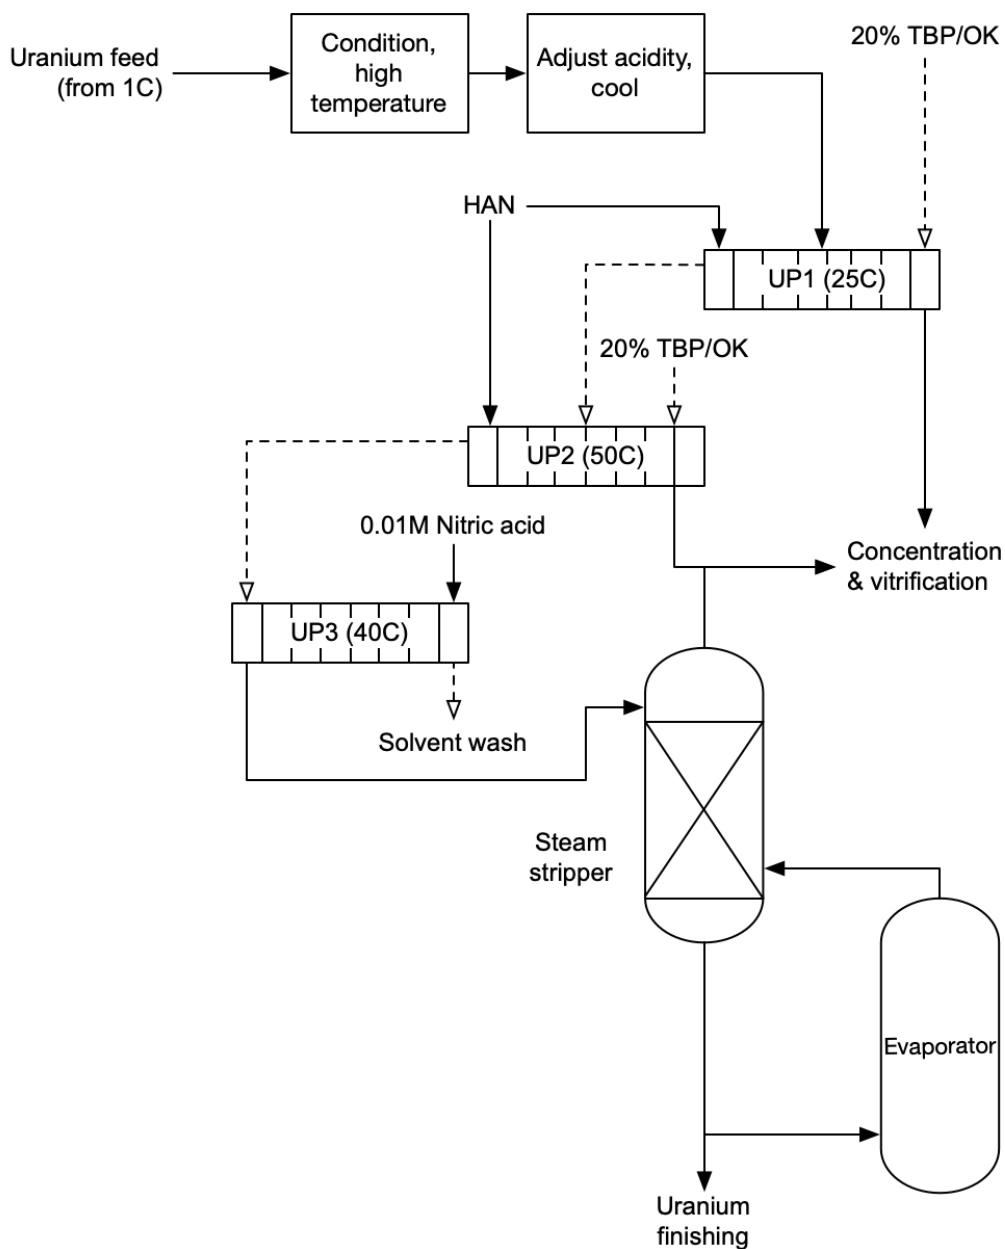 Uranium feed
(from 1C)
Condition,
high
temperature
Adjust acidity,
cool
20% TBP/OK
HAN
UP1 (25C)
20% TBP/OK
UP2 (50C)
0.01M Nitric acid
Concentration
& vitrification
UP3 (40C)
Solvent wash
Steam
stripper
Evaporator
Uranium
finishing